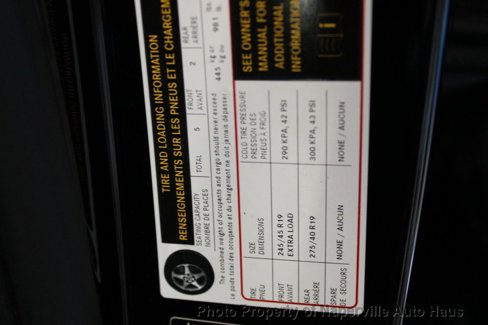 TIRE AND LOADING INFORMATION
RENSEIGNEMENTS SUR LES PNEUS ET LE CHARGEM
SEATING CAPACITY
NOMBRE DE PLACES
TOTAL 5
FRONT
AVANT 2
REAR
ARRIÈRE
The combined weight of occupants and cargo should never exceed
Le poids total des occupants et du chargement ne doit jamais dépasser
445 kg or
kg ou
981 lbs.
TIRE
PNEU
SIZE
DIMENSIONS
COLD TIRE PRESSURE
PRESSION DES
PNEUS A FROID
FRONT
AVANT
245/45 R19
EXTRA LOAD
290 KPA, 42 PSI
REAR
ARRIÈRE
275/40 R19
300 KPA, 43 PSI
SPARE
DE SECOURS
NONE / AUCUN
NONE / AUCUN
SEE OWNER'S
MANUAL FOR
ADDITIONAL
INFORMATION
Photo Property of Naperville Auto Haus